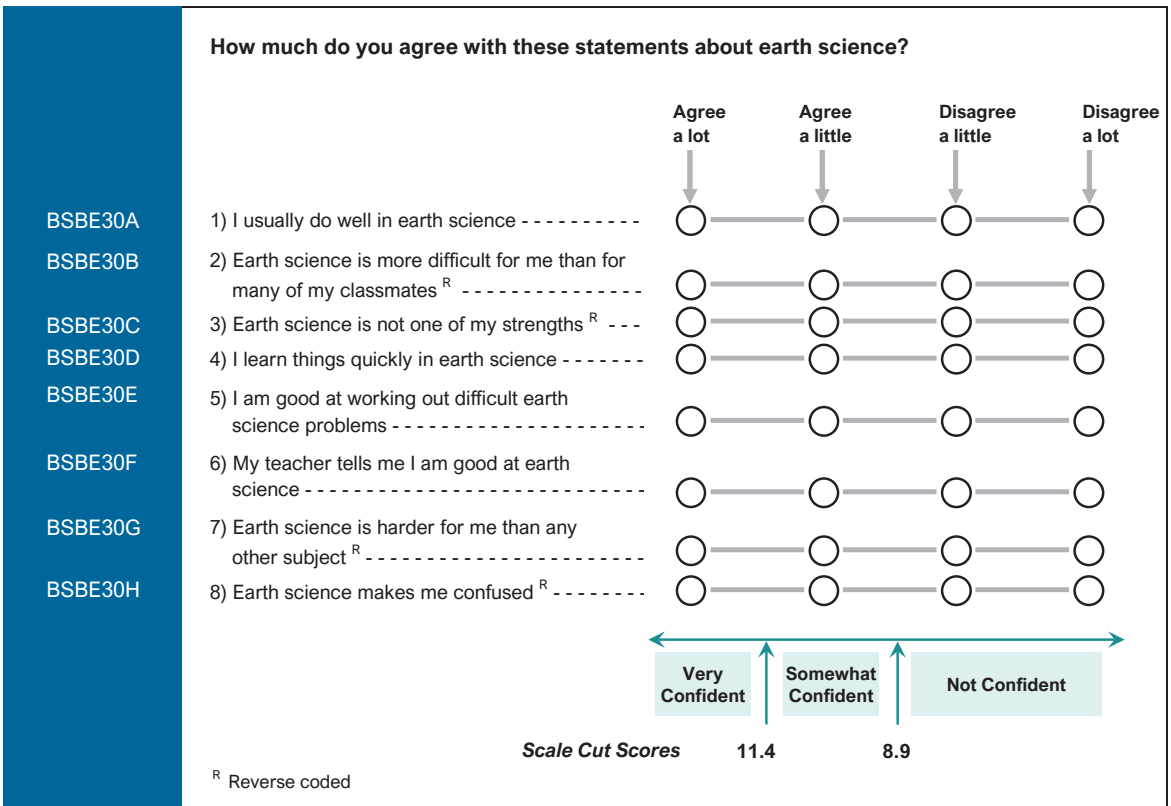 How much do you agree with these statements about earth science?
Agree Agree Disagree Disagree
a lot a little a little a lot
BSBE30A 1) I usually do well in earth science - - - - - - - - - -
BSBE30B 2) Earth science is more difficult for me than for
many of my classmates R - - - - - - - - - - - - - - -
BSBE30C 3) Earth science is not one of my strengths R - - -
BSBE30D 4) I learn things quickly in earth science - - - - - - -
BSBE30E 5) I am good at working out difficult earth
science problems - - - - - - - - - - - - - - - - - - - - -
BSBE30F 6) My teacher tells me I am good at earth
science - - - - - - - - - - - - - - - - - - - - - - - - - - - - -
BSBE30G 7) Earth science is harder for me than any
other subject R - - - - - - - - - - - - - - - - - - - - - - -
BSBE30H 8) Earth science makes me confused R - - - - - - - -
Very Somewhat Not Confident
Confident Confident
Scale Cut Scores 11.4 8.9
R Reverse coded